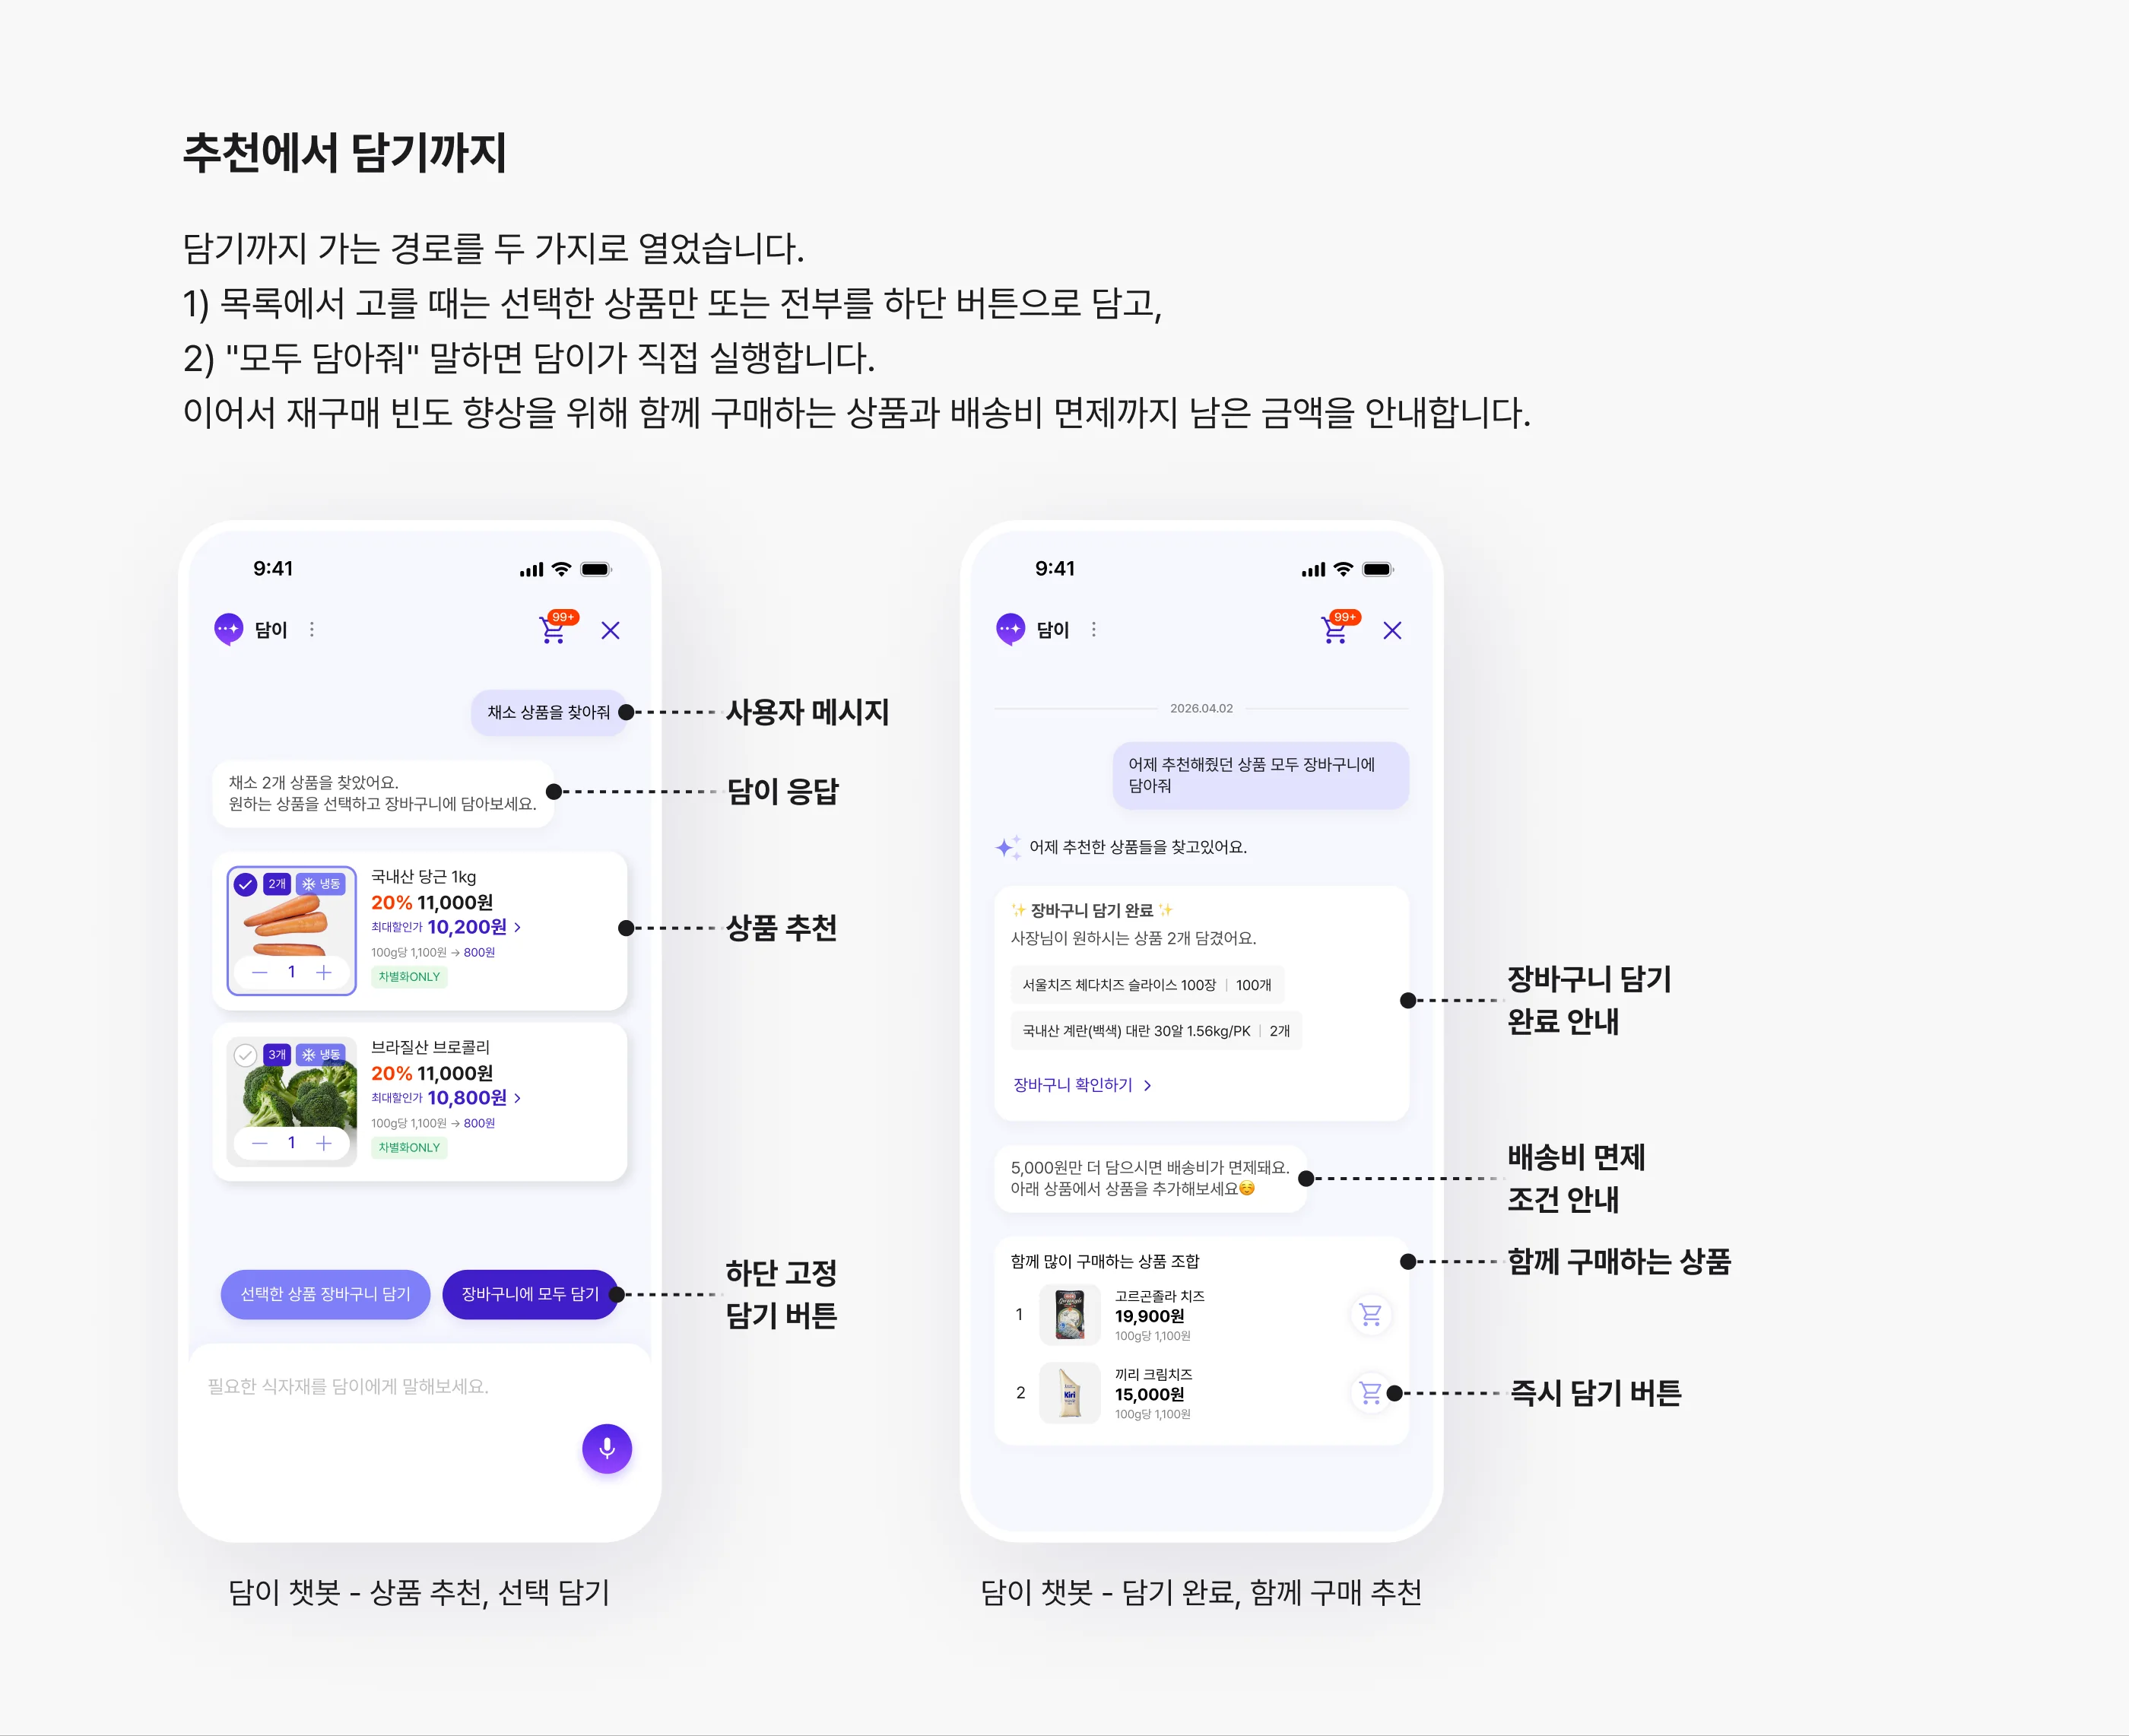 추천에서 담기까지
담기까지 가는 경로를 두 가지로 열었습니다.
1) 목록에서 고를 때는 선택한 상품만 또는 전부를 하단 버튼으로 담고,
2) "모두 담아줘" 말하면 담이가 직접 실행합니다.
이어서 재구매 빈도 향상을 위해 함께 구매하는 상품과 배송비 면제까지 남은 금액을 안내합니다.
9:41
담이
99+
채소 상품을 찾아줘
사용자 메시지
채소 2개 상품을 찾았어요.
원하는 상품을 선택하고 장바구니에 담아보세요.
담이 응답
2개
냉동
국내산 당근 1kg
20% 11,000원
최대할인가 10,200원
100g당 1,100원 → 800원
차별화ONLY
1
상품 추천
3개
냉동
브라질산 브로콜리
20% 11,000원
최대할인가 10,800원
100g당 1,100원 → 800원
차별화ONLY
1
선택한 상품 장바구니 담기
장바구니에 모두 담기
하단 고정
담기 버튼
필요한 식자재를 담이에게 말해보세요.
담이 챗봇 - 상품 추천, 선택 담기
9:41
담이
99+
2026.04.02
어제 추천해줬던 상품 모두 장바구니에
담아줘
어제 추천한 상품들을 찾고있어요.
✨ 장바구니 담기 완료 ✨
사장님이 원하시는 상품 2개 담겼어요.
서울치즈 체다치즈 슬라이스 100장 | 100개
국내산 계란(백색) 대란 30알 1.56kg/PK | 2개
장바구니 확인하기
장바구니 담기
완료 안내
5,000원만 더 담으시면 배송비가 면제돼요.
아래 상품에서 상품을 추가해보세요☺️
배송비 면제
조건 안내
함께 많이 구매하는 상품 조합
함께 구매하는 상품
1
고르곤졸라 치즈
19,900원
100g당 1,100원
2
Kiri
끼리 크림치즈
15,000원
100g당 1,100원
즉시 담기 버튼
담이 챗봇 - 담기 완료, 함께 구매 추천